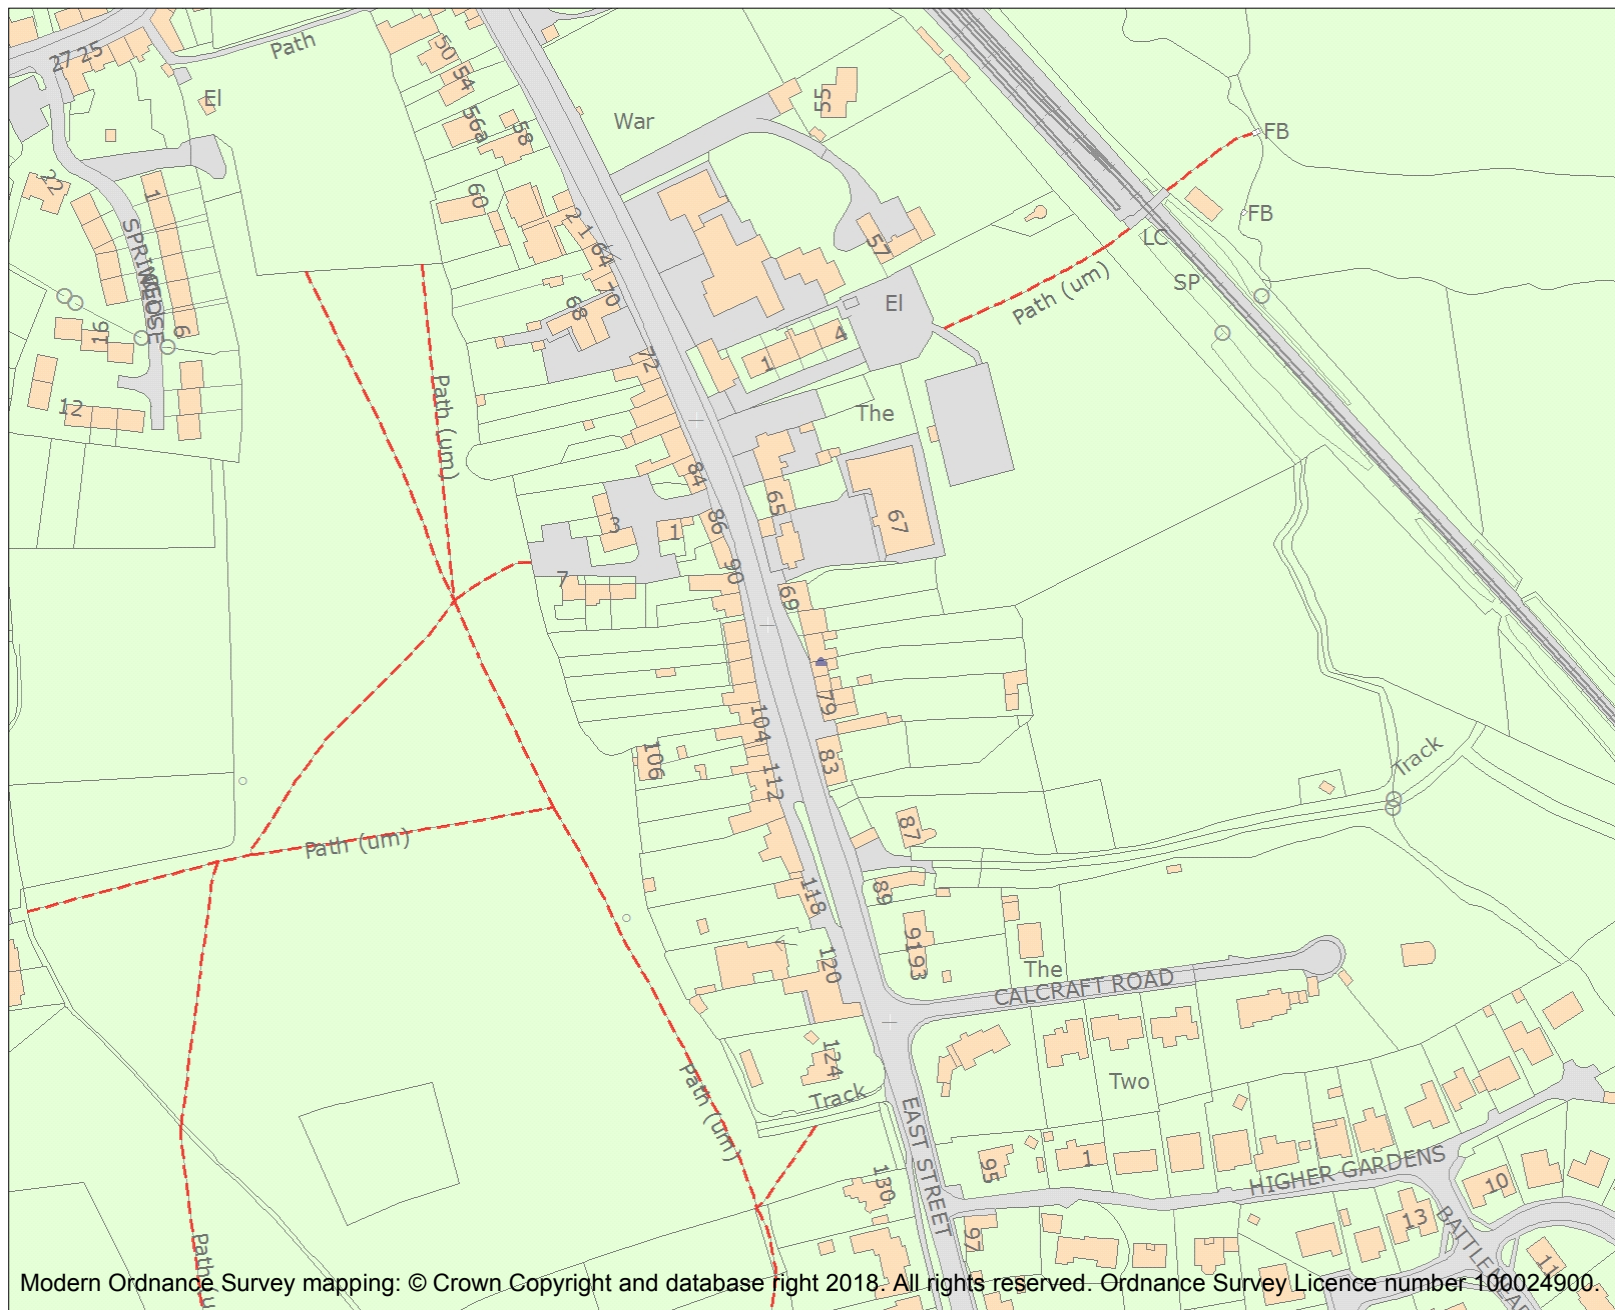 27 25
Path
El
50
54
56a
58
60
War
55
FB
FB
LC
SP
Path (um)
22
1
SPRING
CLOSE
16
6
12
2 1
64
70
68
72
57
El
1
4
Path (um)
The
84
86
90
65
67
3
1
7
69
79
83
104
106
112
118
120
124
Track
87
89
91 93
The
CALCRAFT ROAD
Two
Path (um)
Path (um)
Track
EAST STREET
130
95
97
1
HIGHER GARDENS
10
13
11
Modern Ordnance Survey mapping: © Crown Copyright and database right 2018. All rights reserved. Ordnance Survey Licence number 100024900.